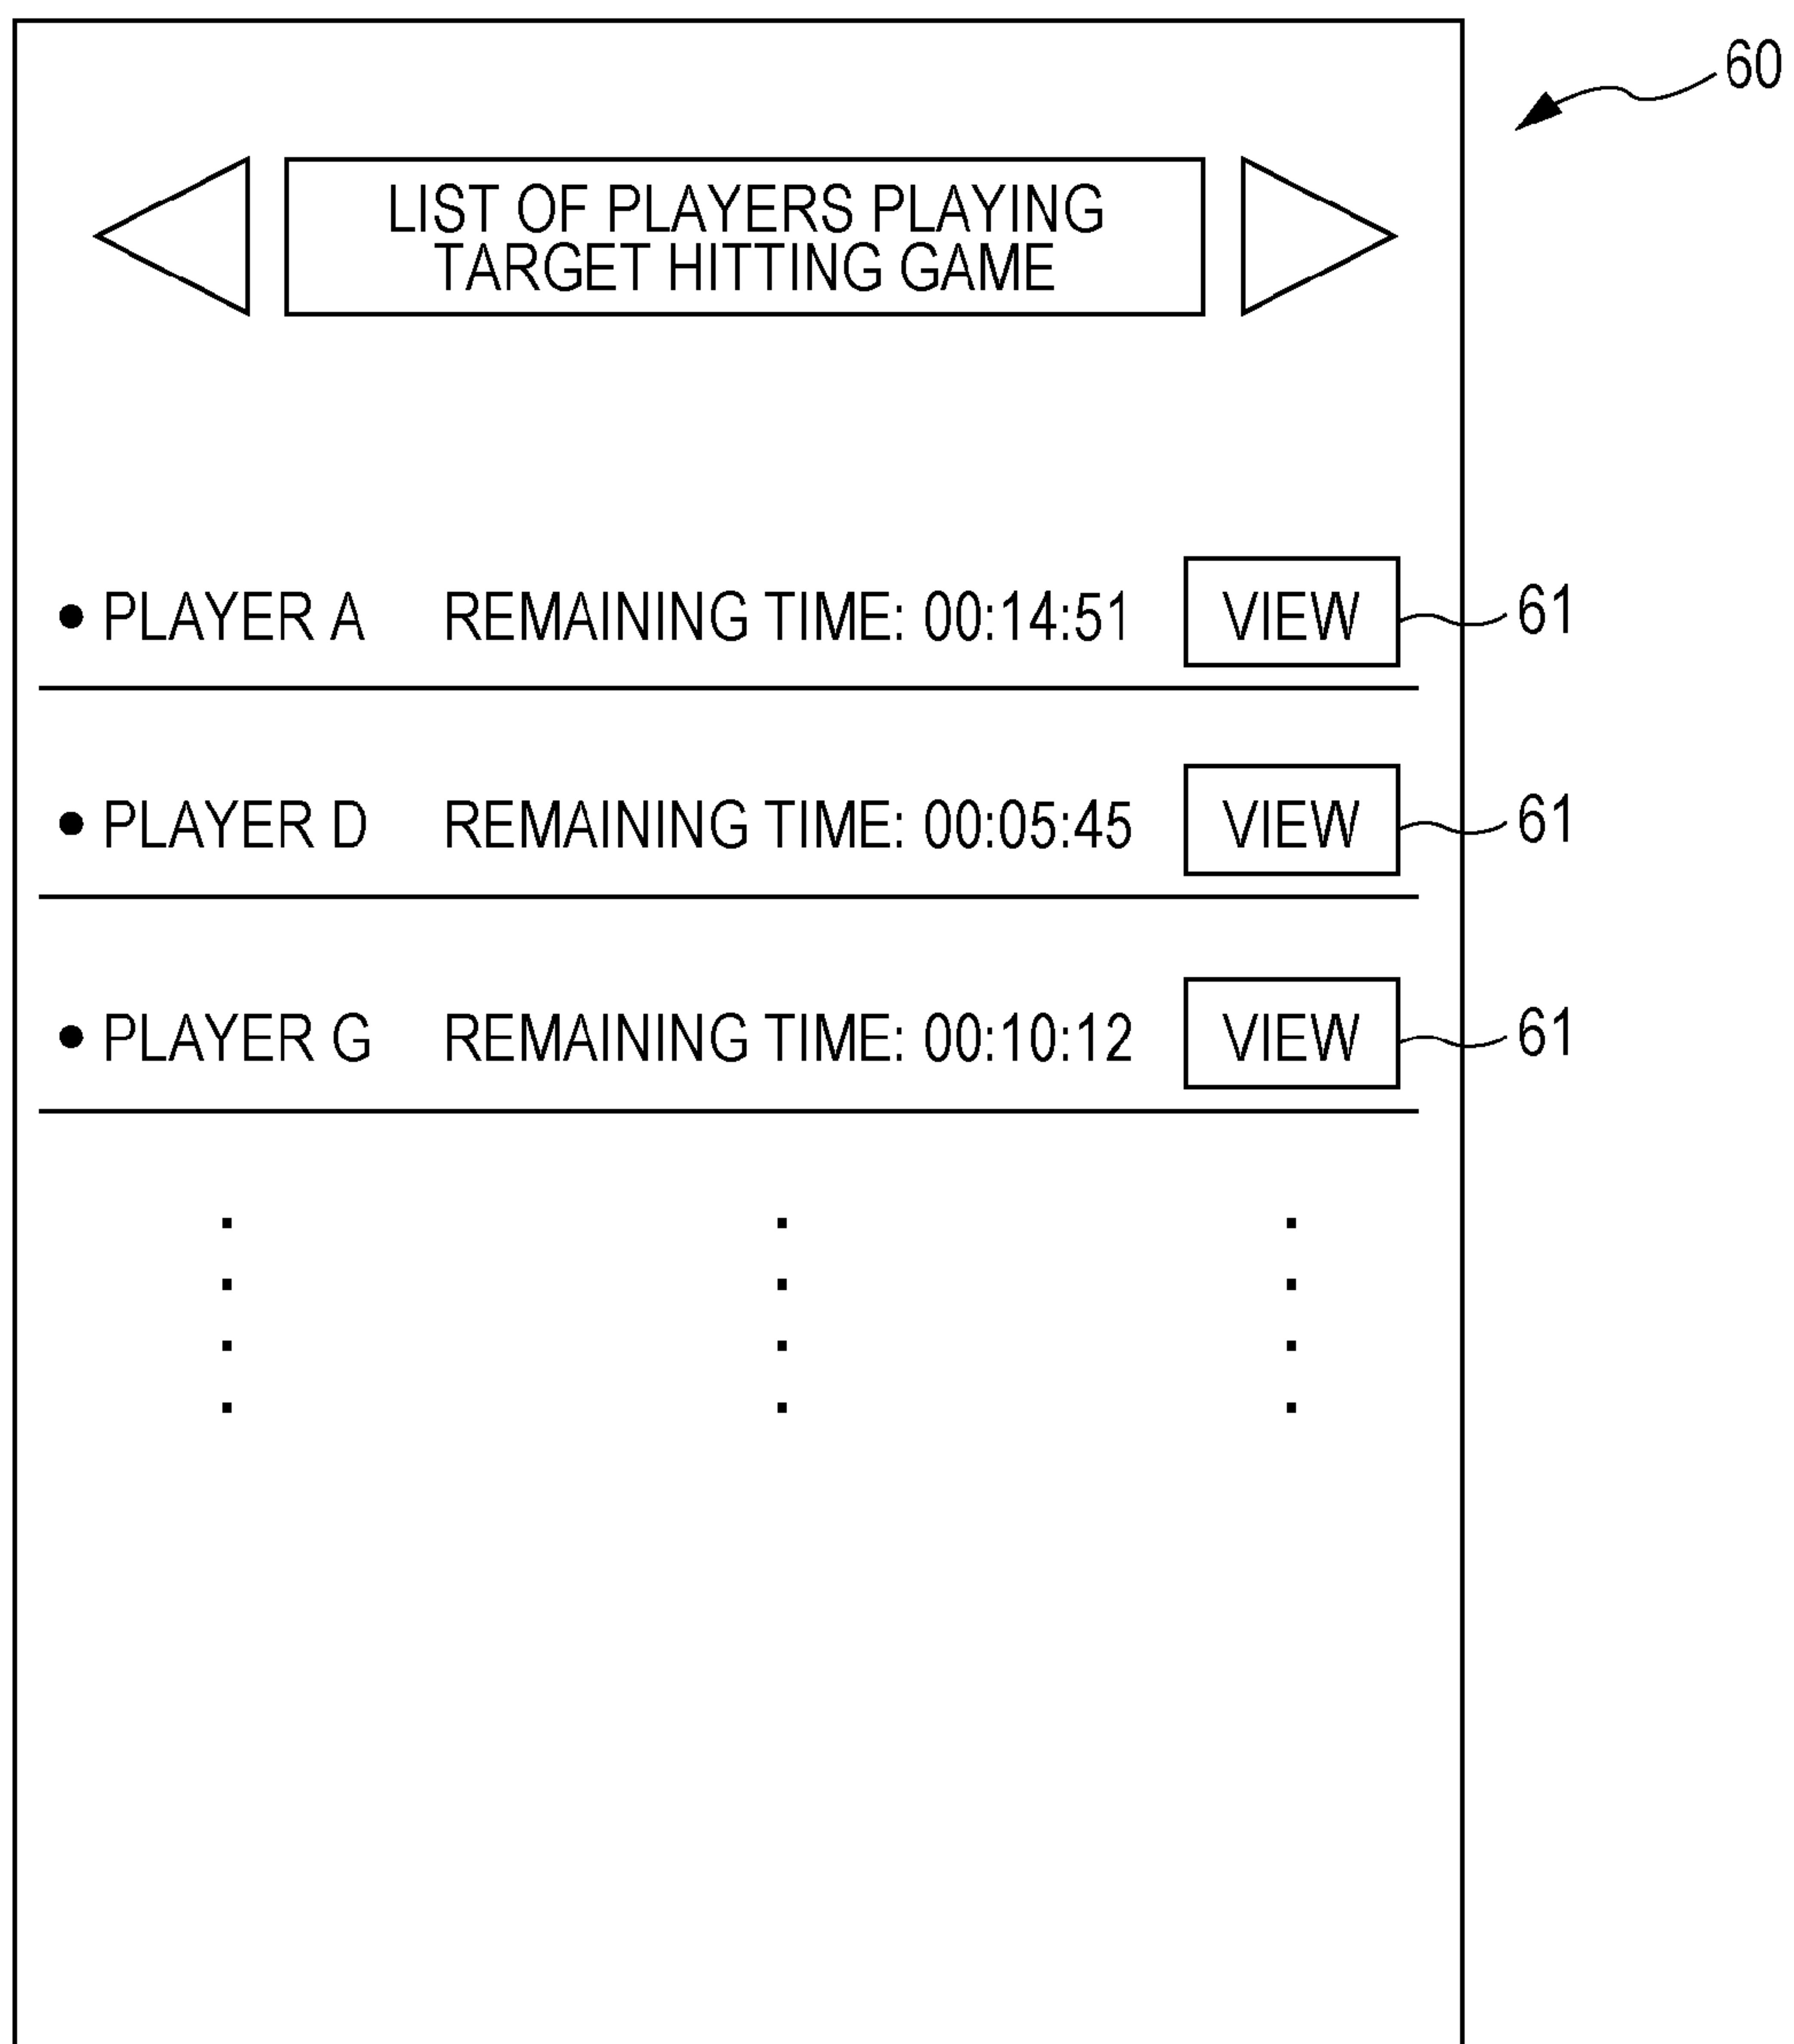 60
LIST OF PLAYERS PLAYING
TARGET HITTING GAME
● PLAYER A REMAINING TIME: 00:14:51 VIEW 61
● PLAYER D REMAINING TIME: 00:05:45 VIEW 61
● PLAYER G REMAINING TIME: 00:10:12 VIEW 61